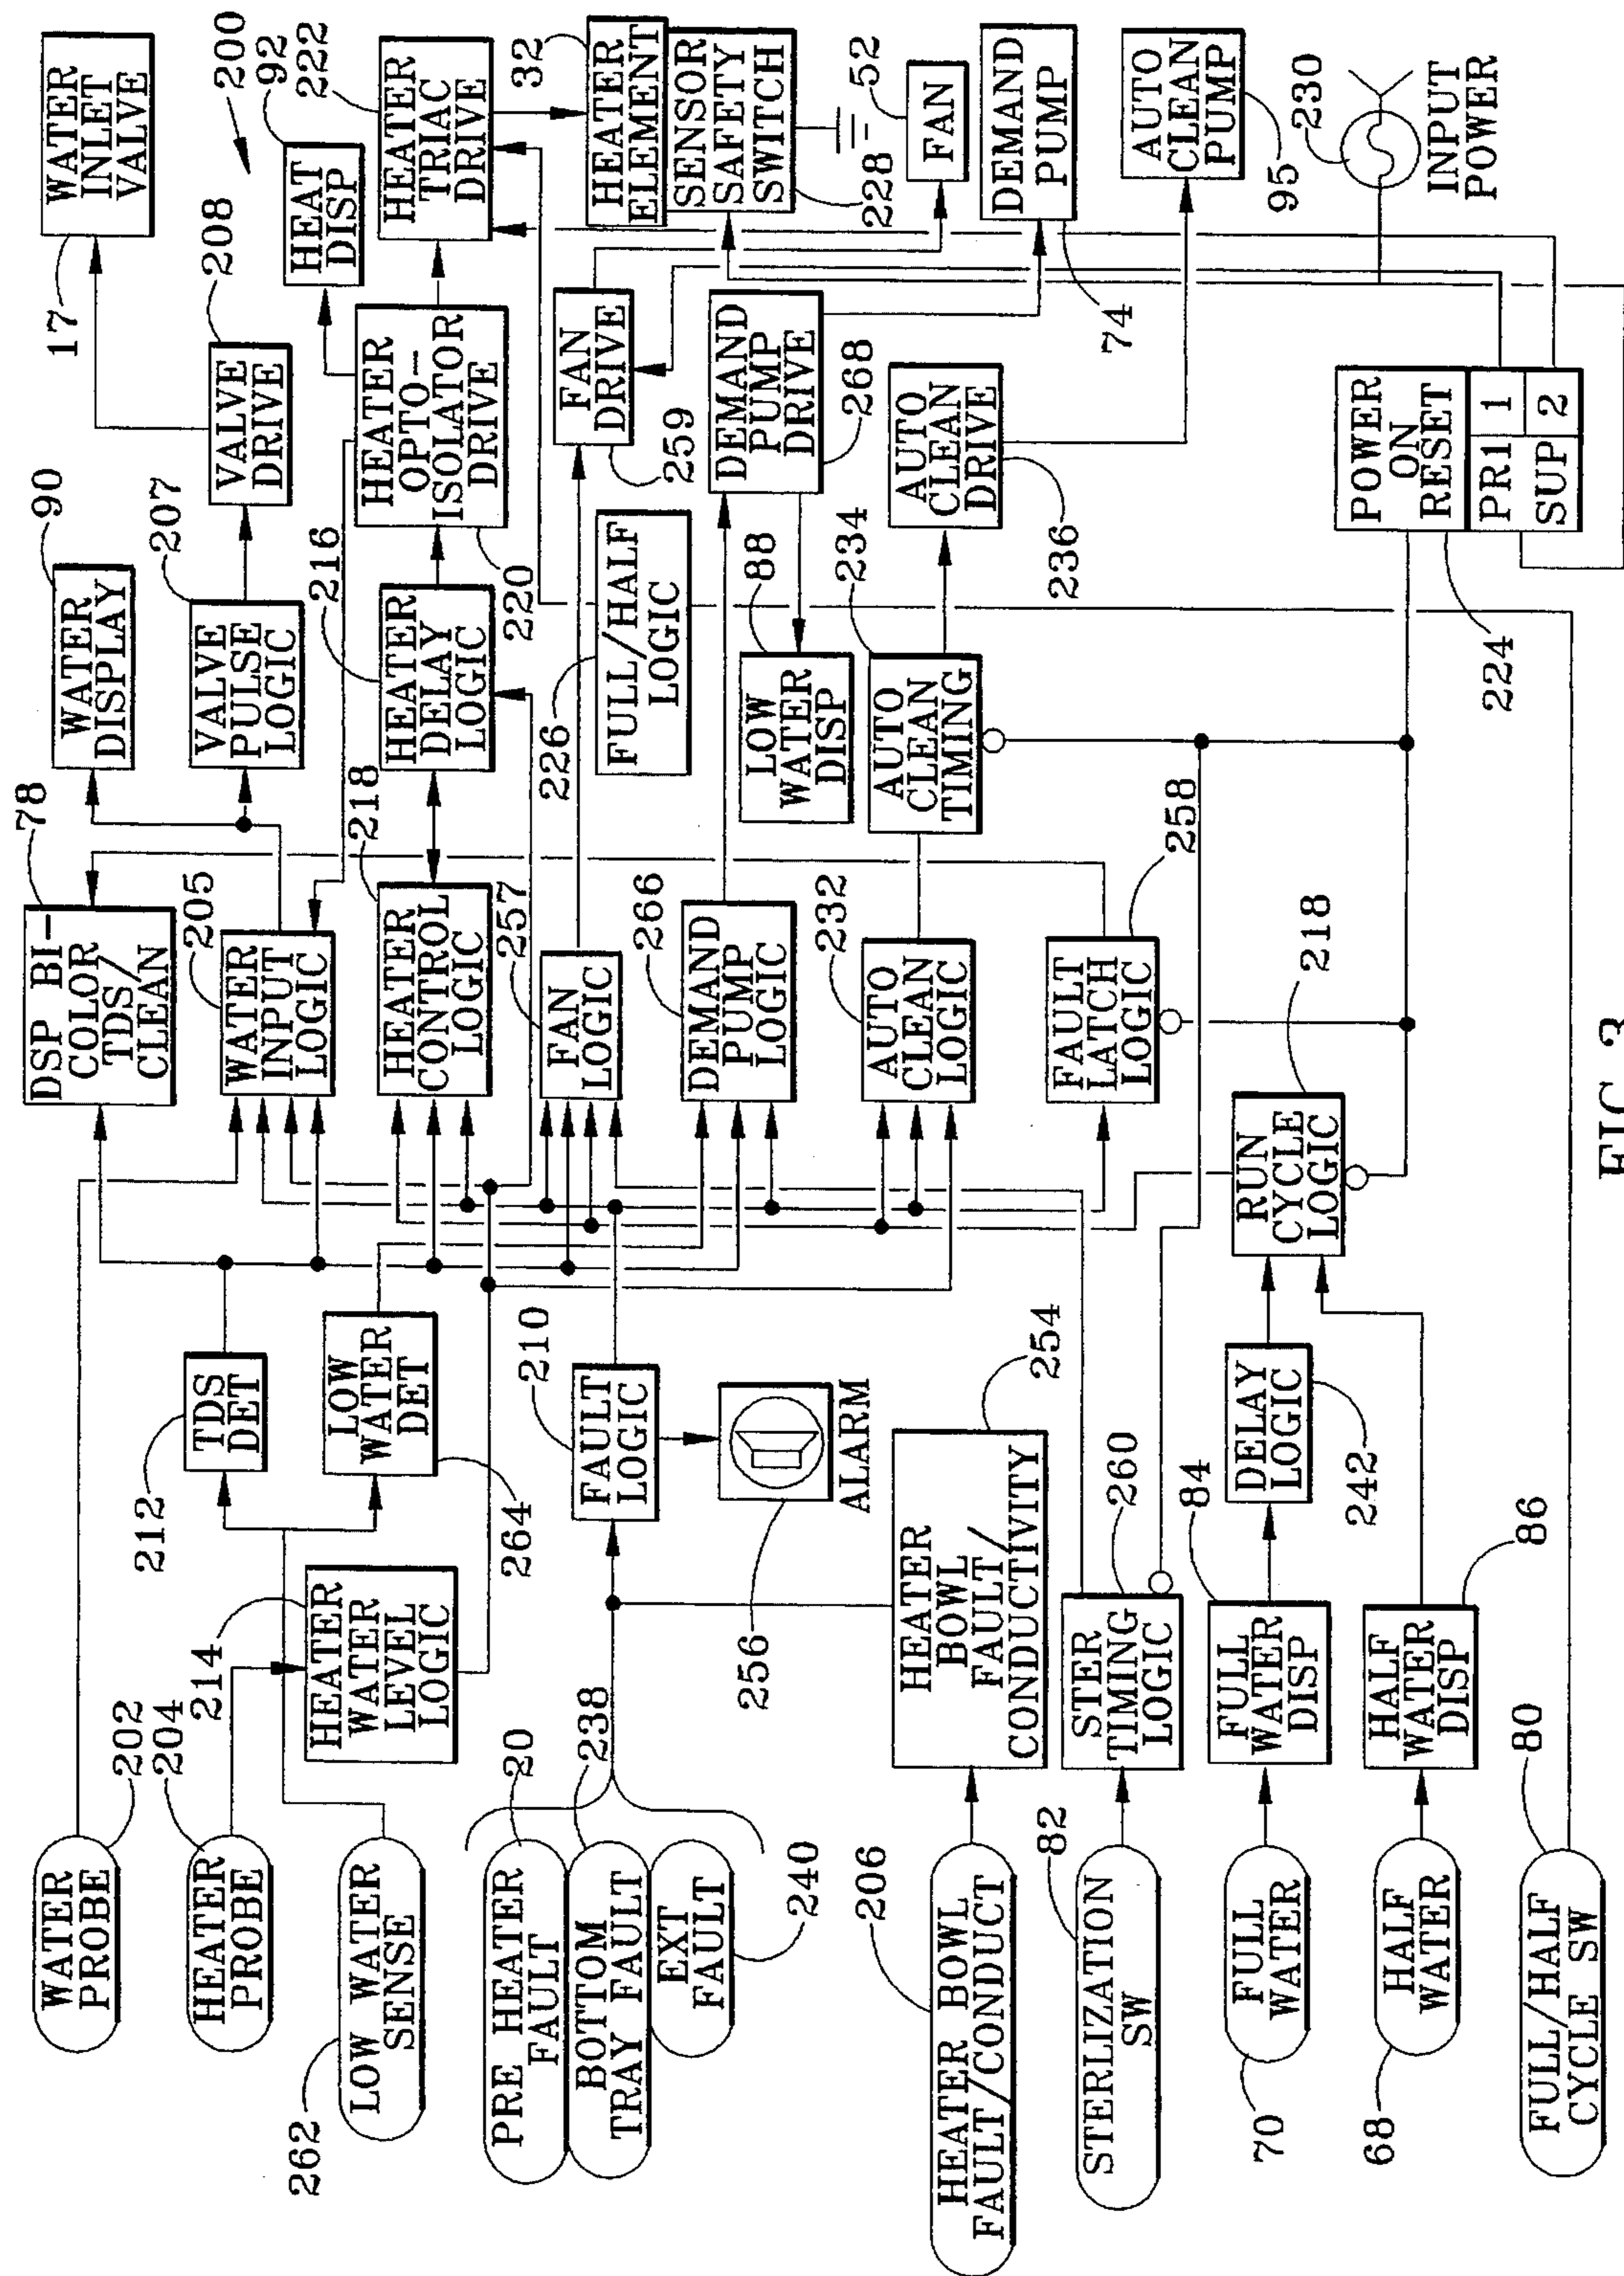 WATER
PROBE
202
HEATER
PROBE
204
LOW WATER
SENSE
262
PRE HEATER
FAULT
20
BOTTOM
TRAY FAULT
238
EXT
FAULT
240
HEATER BOWL
FAULT/CONDUCT
206
STERLIZATION
SW
82
FULL
WATER
70
HALF
WATER
68
FULL/HALF
CYCLE SW
80
HEATER
WATER
LEVEL
LOGIC
214
TDS
DET
212
LOW
WATER
DET
264
FAULT
LOGIC
210
ALARM
256
HEATER
BOWL
FAULT/
CONDUCTIVITY
254
STER
TIMING
LOGIC
260
FULL
WATER
DISP
84
HALF
WATER
DISP
86
DELAY
LOGIC
242
DSP BI-
COLOR
TDS/
CLEAN
78
WATER
INPUT
LOGIC
205
HEATER
CONTROL
LOGIC
218
FAN
LOGIC
257
DEMAND
PUMP
LOGIC
266
AUTO
CLEAN
LOGIC
232
FAULT
LATCH
LOGIC
258
RUN
CYCLE
LOGIC
218
WATER
DISPLAY
90
VALVE
PULSE
LOGIC
207
HEATER
DELAY
LOGIC
216
FULL/HALF
LOGIC
226
LOW
WATER
DISP
88
AUTO
CLEAN
TIMING
234
VALVE
DRIVE
208
HEATER
OPTO-
ISOLATOR
DRIVE
220
FAN
DRIVE
259
DEMAND
PUMP
DRIVE
268
AUTO
CLEAN
DRIVE
236
POWER
ON
RESET
PR1 1
SUP 2
224
WATER
INLET
VALVE
17
200
HEAT
DISP
92
HEATER
TRIAC
DRIVE
222
HEATER
ELEMENT
32
SENSOR
SAFETY
SWITCH
228
FAN
52
DEMAND
PUMP
74
AUTO
CLEAN
PUMP
95
230
INPUT
POWER
FIG 3